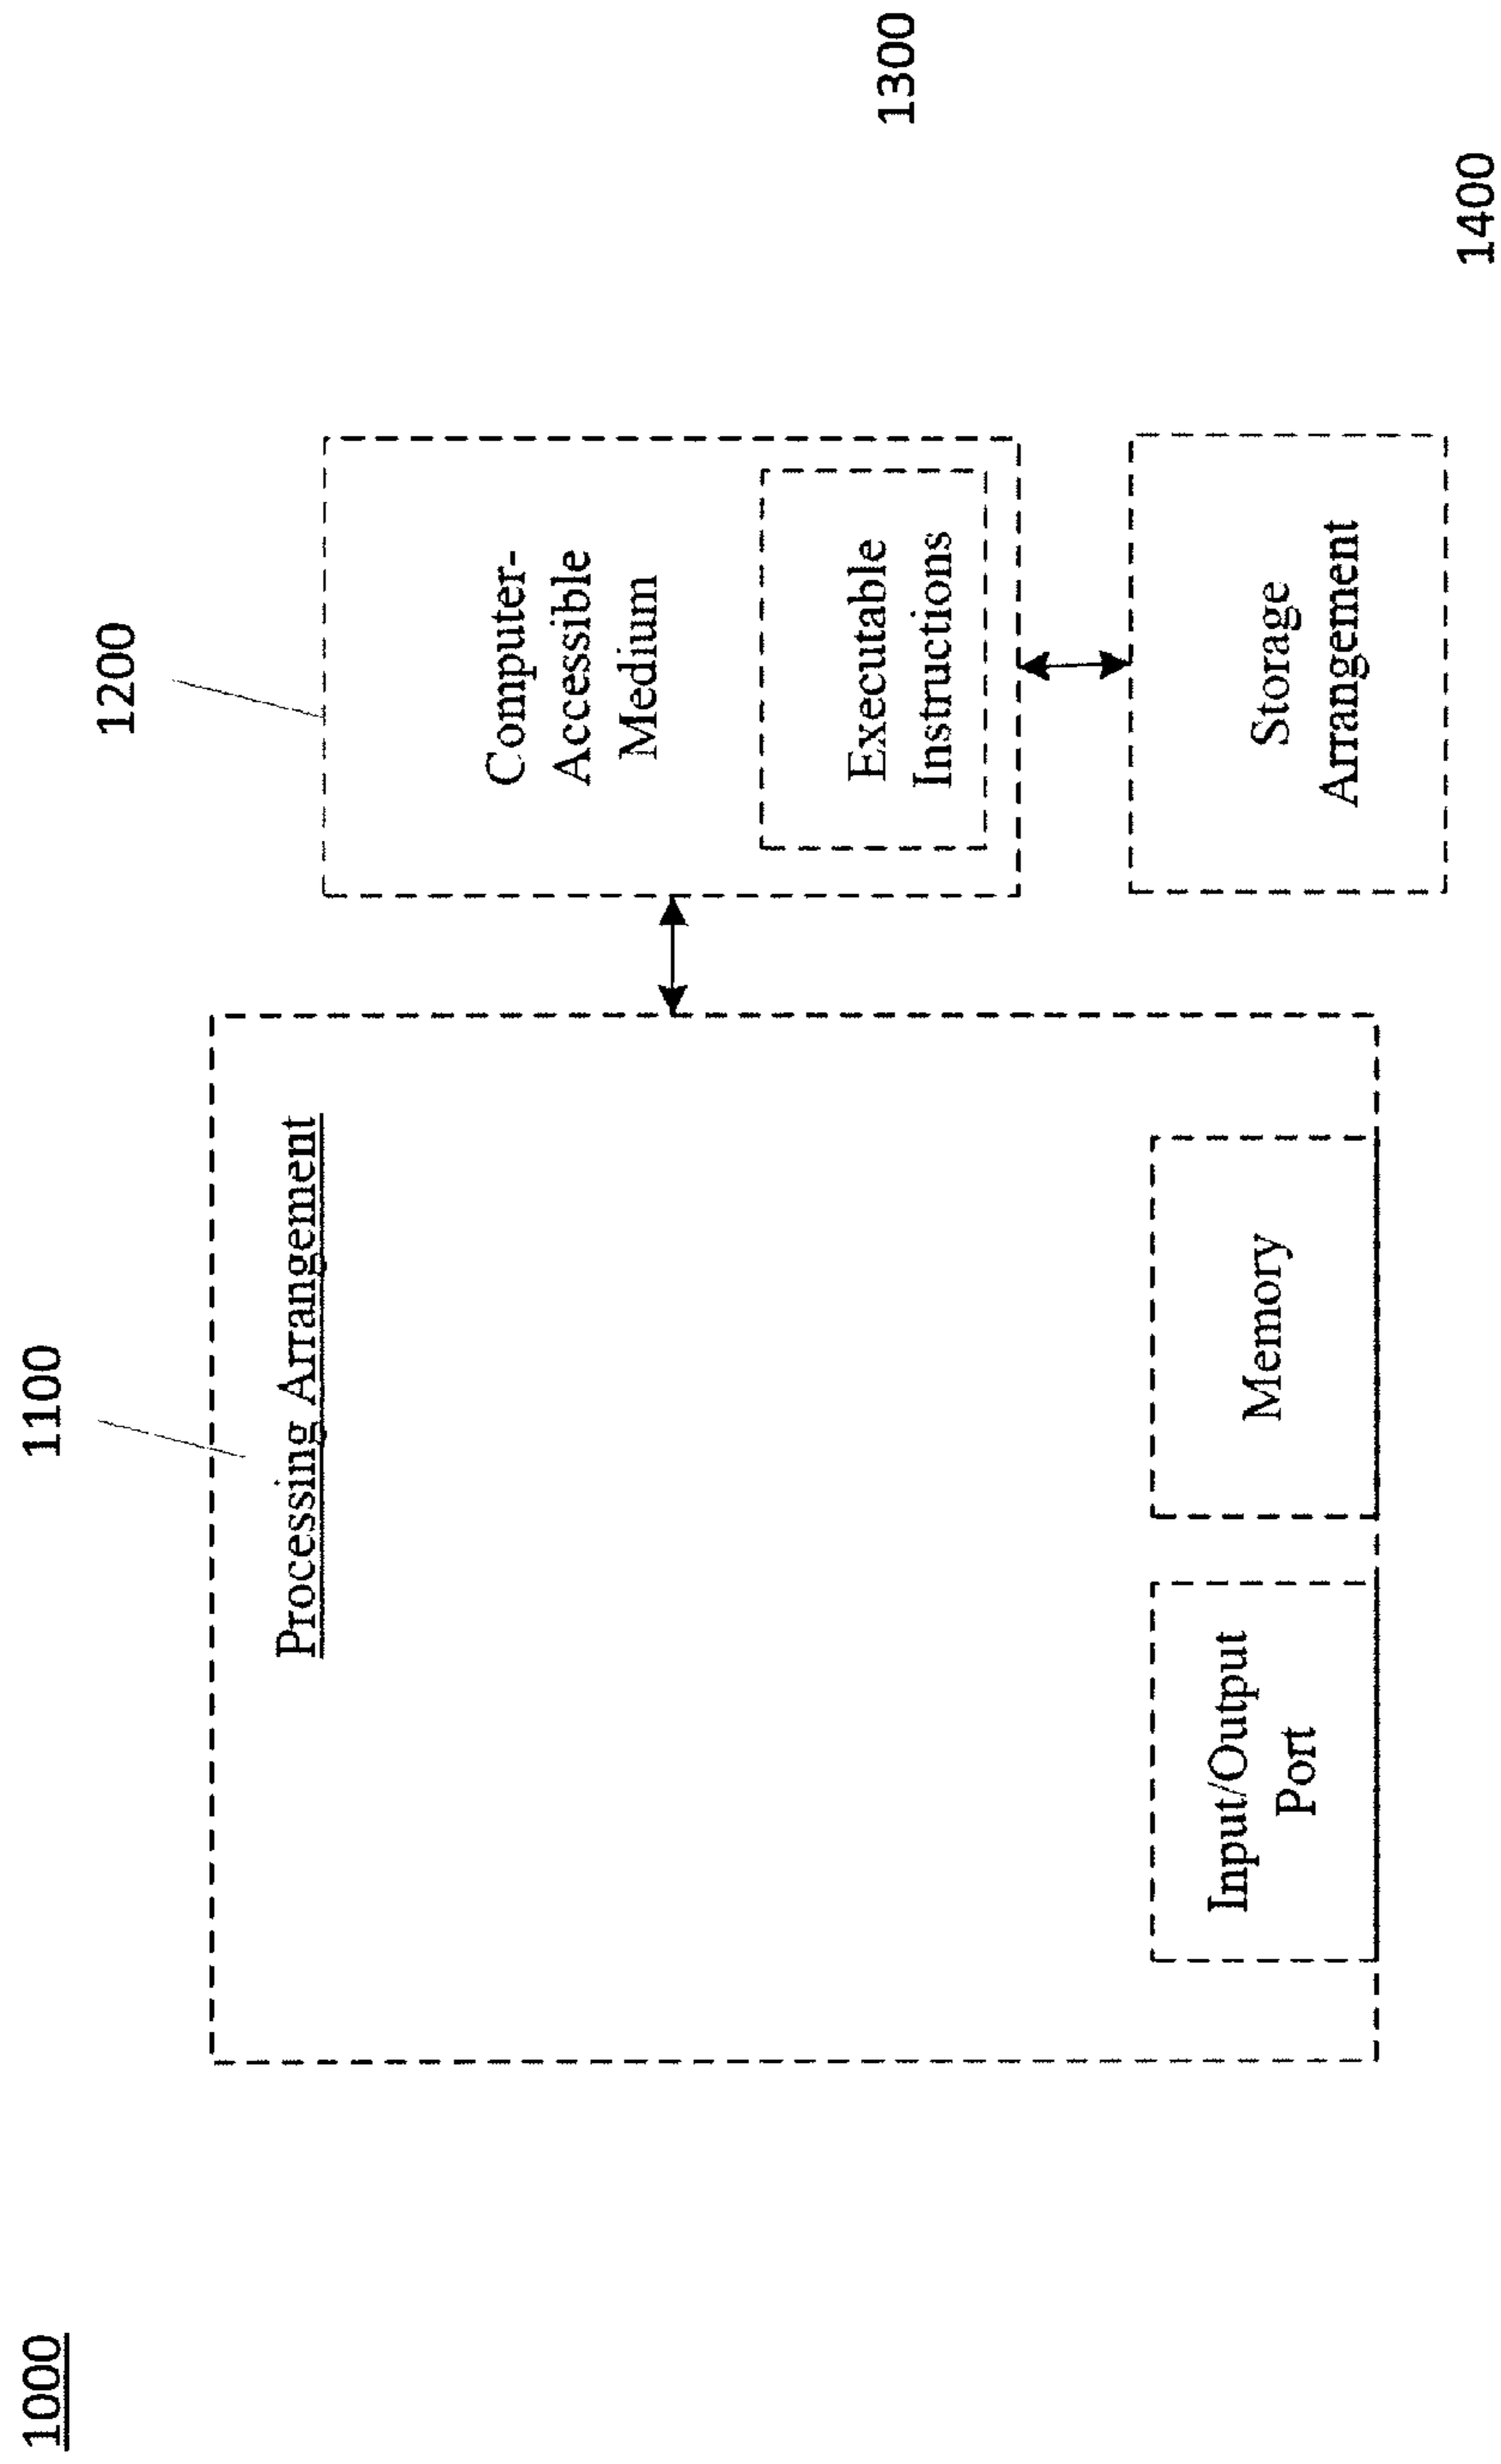 1000
1100
1200
Processing Arrangement
Computer-
Accessible
Medium
Executable
Instructions
1300
Input/Output
Port
Memory
Storage
Arrangement
1400